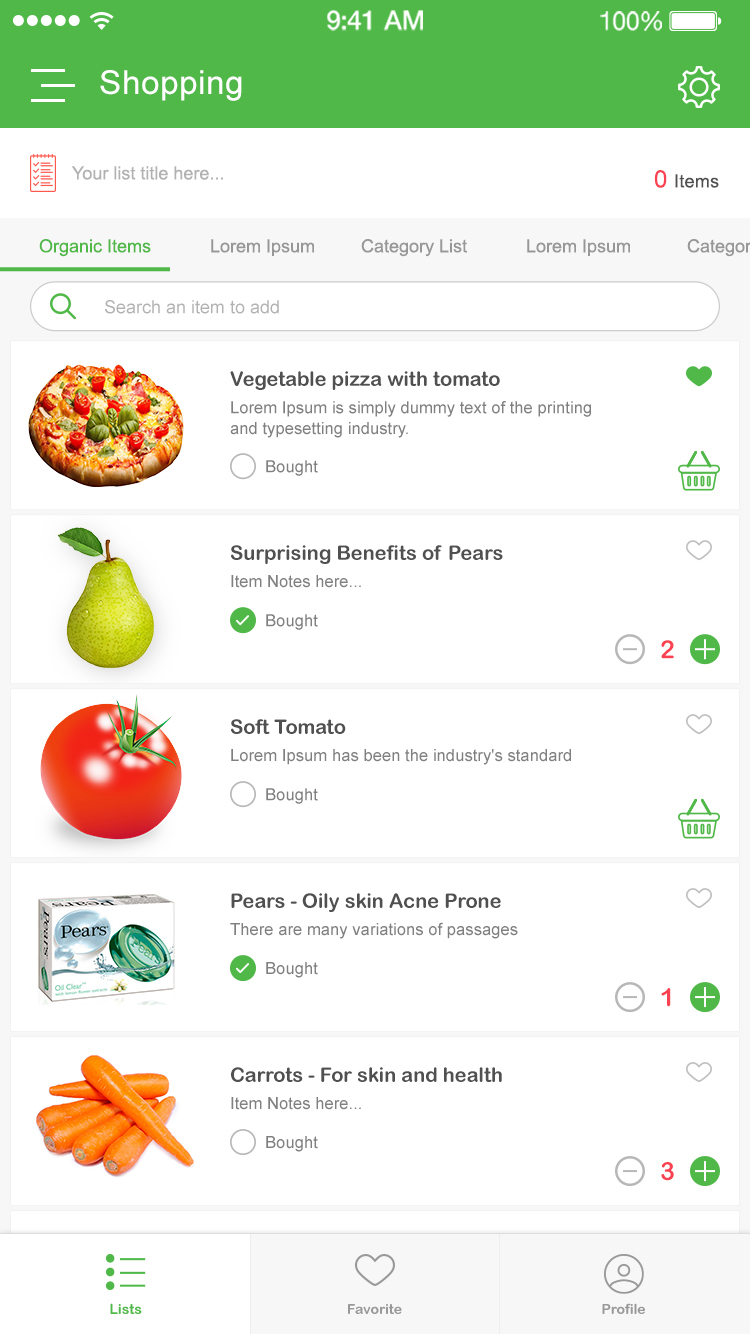 9:41 AM
100%
Shopping
Your list title here...
0 Items
Organic Items
Lorem Ipsum
Category List
Lorem Ipsum
Categor
Search an item to add
Vegetable pizza with tomato
Lorem Ipsum is simply dummy text of the printing
and typesetting industry.
Bought
Surprising Benefits of Pears
Item Notes here...
Bought
2
Soft Tomato
Lorem Ipsum has been the industry's standard
Bought
Pears
Pears
Pears
Oil Clear™
Pears - Oily skin Acne Prone
There are many variations of passages
Bought
1
Carrots - For skin and health
Item Notes here...
Bought
3
Lists
Favorite
Profile